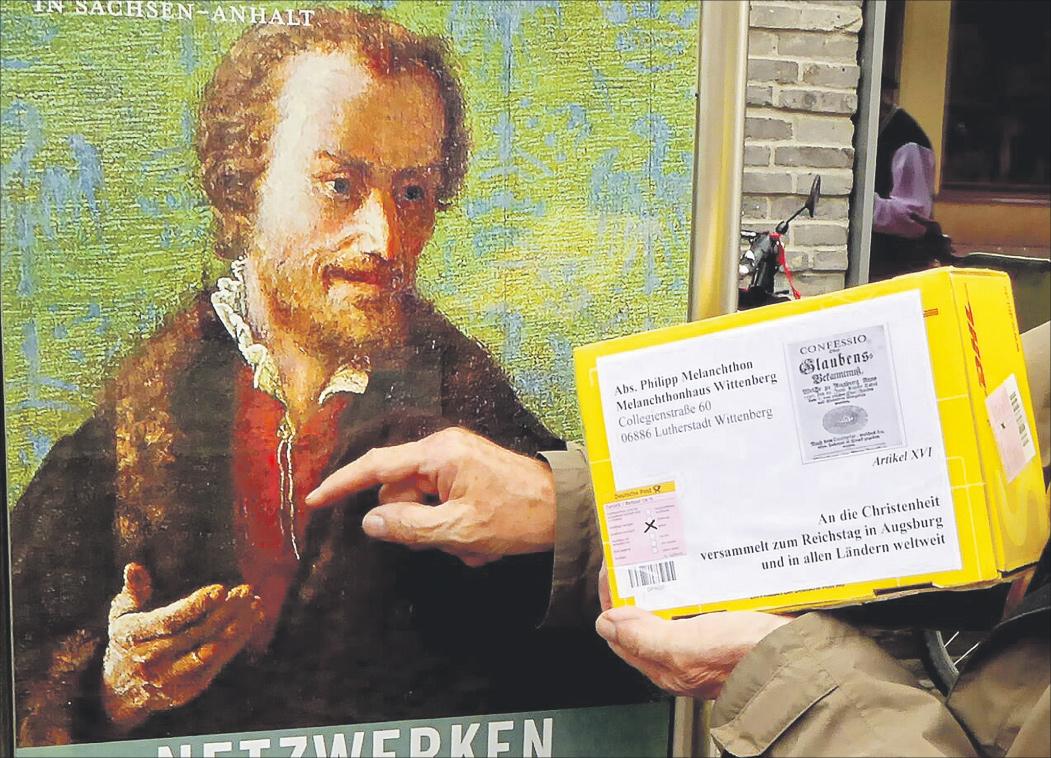 IN SACHSEN-ANHALT
NETZWERKEN
Abs. Philipp Melanchthon
Melanchthonhaus Wittenberg
Collegienstraße 60
06886 Lutherstadt Wittenberg
CONFESSIO
Glaubens-
Bekanntnuß,
Artikel XVI
Deutsche Post
An die Christenheit
versammelt zum Reichstag in Augsburg
und in allen Ländern weltweit
DHL